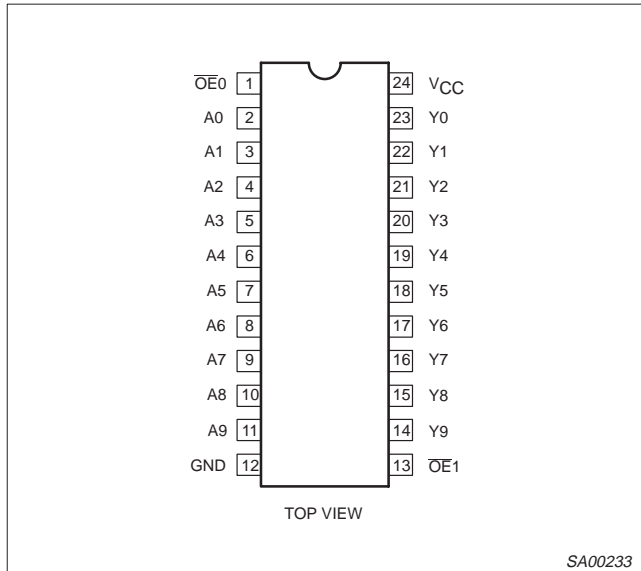 O̅E̅0 1 24 VCC
A0 2 23 Y0
A1 3 22 Y1
A2 4 21 Y2
A3 5 20 Y3
A4 6 19 Y4
A5 7 18 Y5
A6 8 17 Y6
A7 9 16 Y7
A8 10 15 Y8
A9 11 14 Y9
GND 12 13 O̅E̅1
TOP VIEW
SA00233